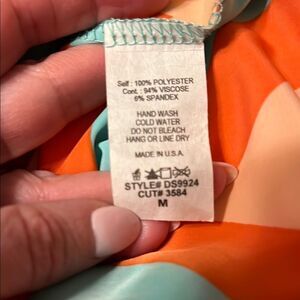 Self : 100% POLYESTER
Cont. : 94% VISCOSE
6% SPANDEX
HAND WASH
COLD WATER
DO NOT BLEACH
HANG OR LINE DRY
MADE IN U.S.A.
STYLE# DS9924
CUT# 3584
M